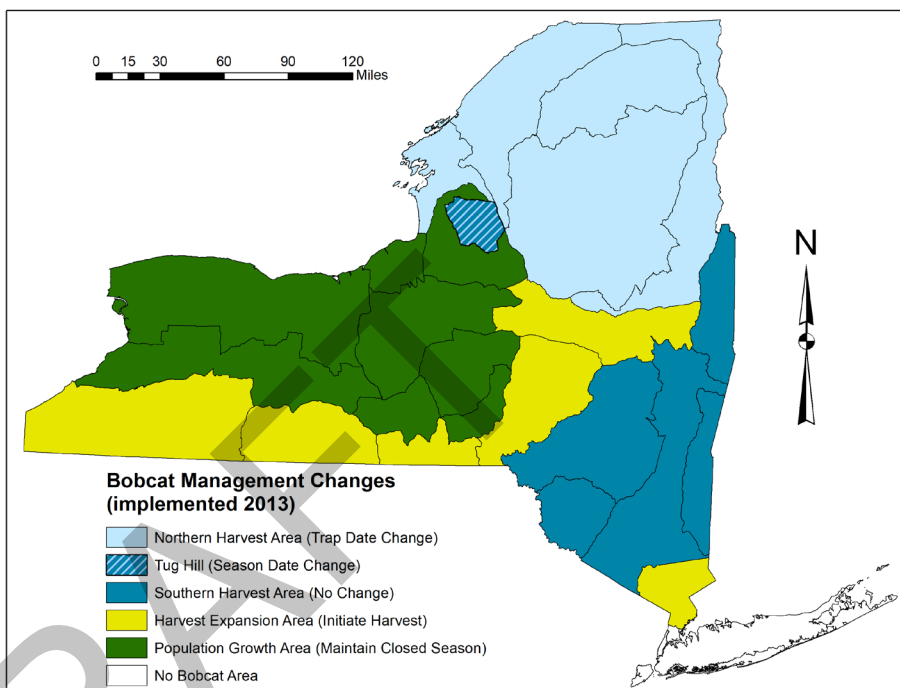 0 15 30 60 90 120
Miles
N
Bobcat Management Changes
(implemented 2013)
Northern Harvest Area (Trap Date Change)
Tug Hill (Season Date Change)
Southern Harvest Area (No Change)
Harvest Expansion Area (Initiate Harvest)
Population Growth Area (Maintain Closed Season)
No Bobcat Area
DRAFT